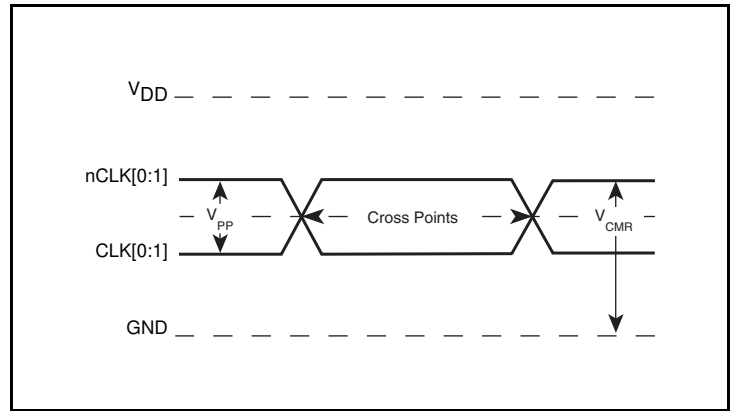 VDD
nCLK[0:1]
VPP
Cross Points
VCMR
CLK[0:1]
GND